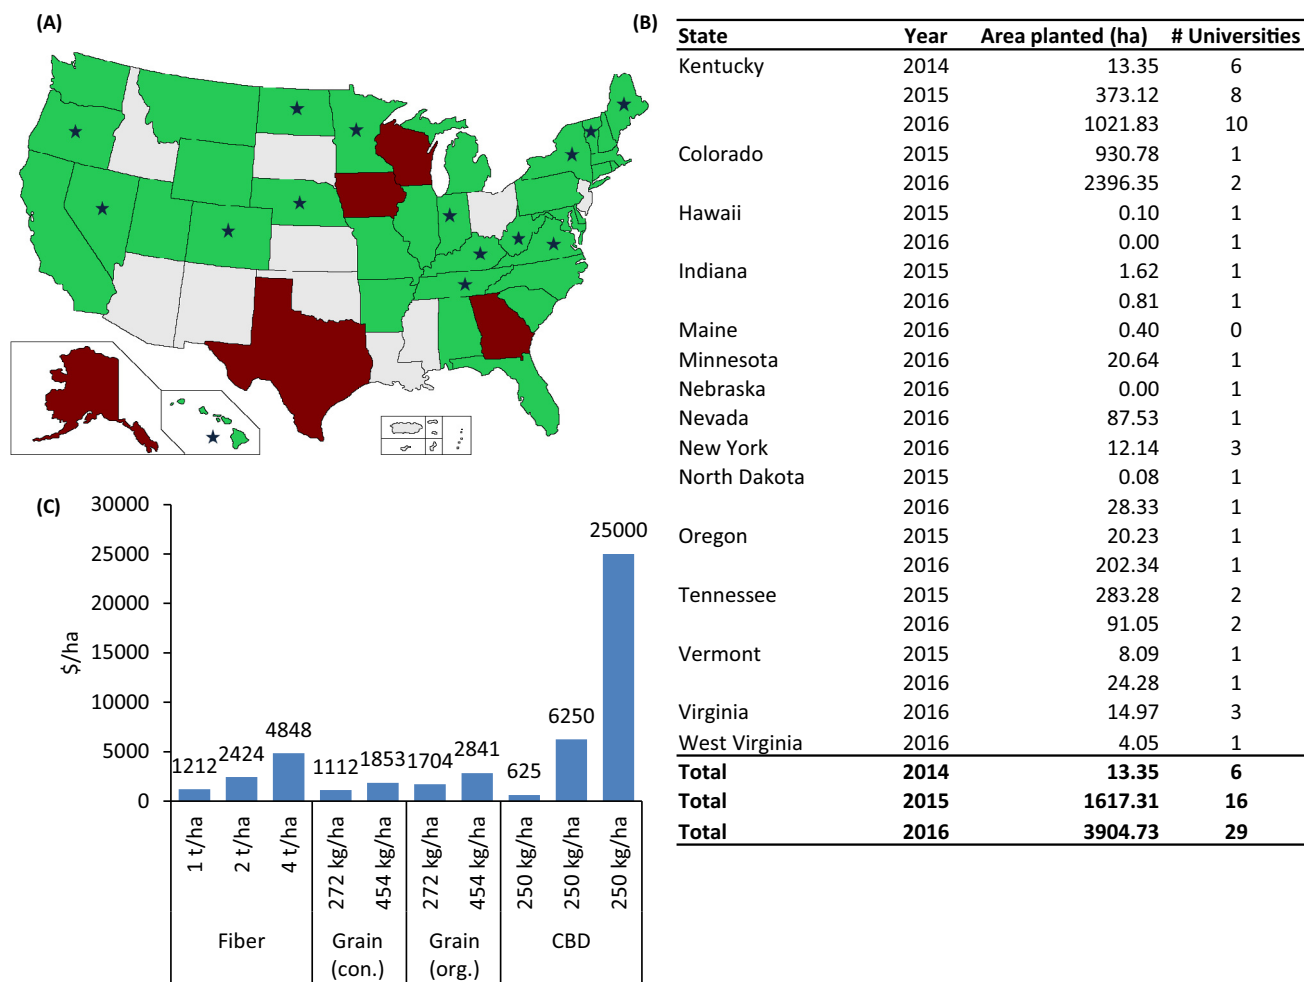 (A)
(B)
State Year Area planted (ha) # Universities
Kentucky 2014 13.35 6
2015 373.12 8
2016 1021.83 10
Colorado 2015 930.78 1
2016 2396.35 2
Hawaii 2015 0.10 1
2016 0.00 1
Indiana 2015 1.62 1
2016 0.81 1
Maine 2016 0.40 0
Minnesota 2016 20.64 1
Nebraska 2016 0.00 1
Nevada 2016 87.53 1
New York 2016 12.14 3
North Dakota 2015 0.08 1
2016 28.33 1
Oregon 2015 20.23 1
2016 202.34 1
Tennessee 2015 283.28 2
2016 91.05 2
Vermont 2015 8.09 1
2016 24.28 1
Virginia 2016 14.97 3
West Virginia 2016 4.05 1
Total 2014 13.35 6
Total 2015 1617.31 16
Total 2016 3904.73 29
(C)
$/ha
30000
25000
20000
15000
10000
5000
0
1212
2424
4848
1112
1853
1704
2841
625
6250
25000
1 t/ha
2 t/ha
4 t/ha
272 kg/ha
454 kg/ha
272 kg/ha
454 kg/ha
250 kg/ha
250 kg/ha
250 kg/ha
Fiber
Grain
(con.)
Grain
(org.)
CBD